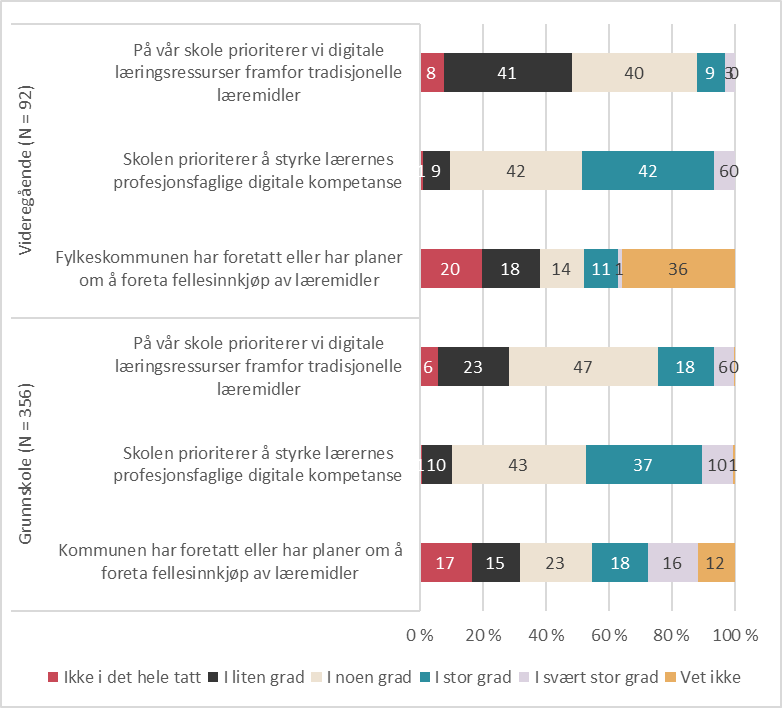 Videregående (N = 92)
På vår skole prioriterer vi digitale
læringsressurser framfor tradisjonelle
læremidler
8 41 40 9 3 0
Skolen prioriterer å styrke lærernes
profesjonsfaglige digitale kompetanse
1 9 42 42 6 0
Fylkeskommunen har foretatt eller har planer
om å foreta fellesinnkjøp av læremidler
20 18 14 11 1 36
Grunnskole (N = 356)
På vår skole prioriterer vi digitale
læringsressurser framfor tradisjonelle
læremidler
6 23 47 18 6 0
Skolen prioriterer å styrke lærernes
profesjonsfaglige digitale kompetanse
1 10 43 37 10 1
Kommunen har foretatt eller har planer om å
foreta fellesinnkjøp av læremidler
17 15 23 18 16 12
0 % 20 % 40 % 60 % 80 % 100 %
Ikke i det hele tatt I liten grad I noen grad I stor grad I svært stor grad Vet ikke